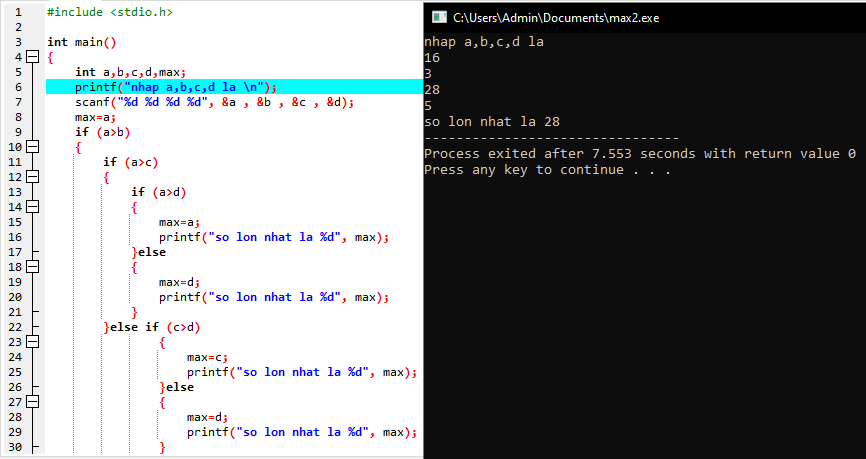 1 #include <stdio.h>
2
3 int main()
4 {
5 int a,b,c,d,max;
6 printf("nhap a,b,c,d la \n");
7 scanf("%d %d %d %d", &a , &b , &c , &d);
8 max=a;
9 if (a>b)
10 {
11 if (a>c)
12 {
13 if (a>d)
14 {
15 max=a;
16 printf("so lon nhat la %d", max);
17 }else
18 {
19 max=d;
20 printf("so lon nhat la %d", max);
21 }
22 }else if (c>d)
23 {
24 max=c;
25 printf("so lon nhat la %d", max);
26 }else
27 {
28 max=d;
29 printf("so lon nhat la %d", max);
30 }
C:\Users\Admin\Documents\max2.exe
nhap a,b,c,d la
16
3
28
5
so lon nhat la 28
--------------------------------
Process exited after 7.553 seconds with return value 0
Press any key to continue . . .